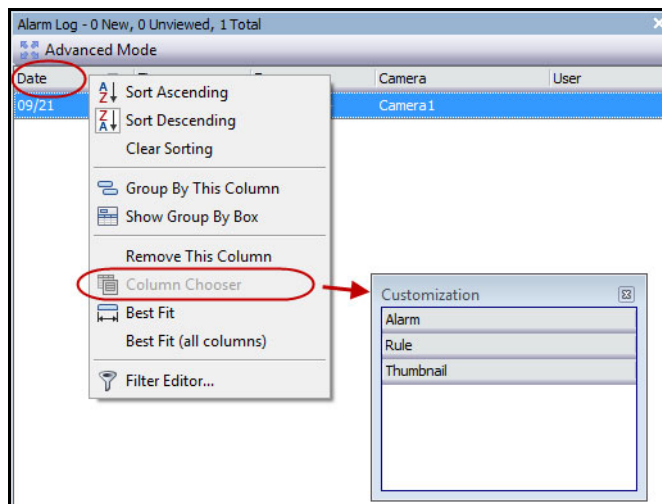 Alarm Log - 0 New, 0 Unviewed, 1 Total
Advanced Mode
Date Camera User
09/21 Camera1
Sort Ascending
Sort Descending
Clear Sorting
Group By This Column
Show Group By Box
Remove This Column
Column Chooser
Best Fit
Best Fit (all columns)
Filter Editor...
Customization
Alarm
Rule
Thumbnail